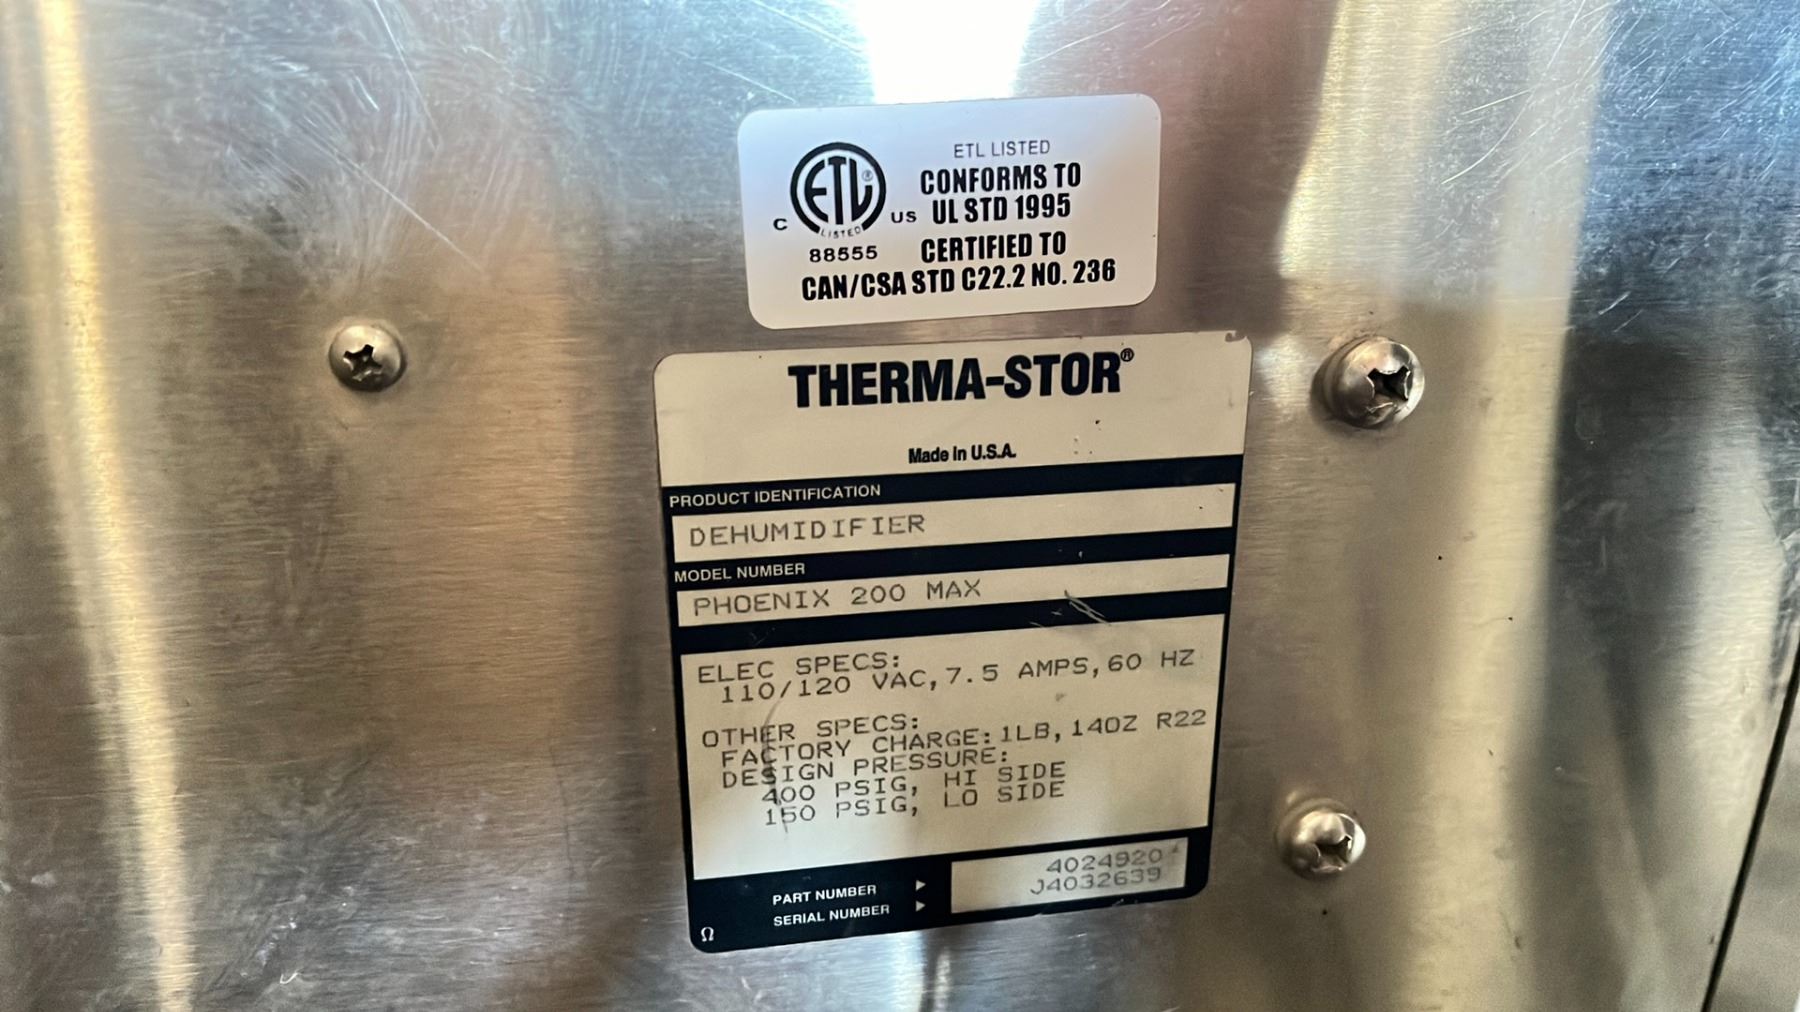 ETL LISTED
CONFORMS TO
UL STD 1995
C ETL® US
LISTED
88555
CERTIFIED TO
CAN/CSA STD C22.2 NO. 236
THERMA-STOR®
Made in U.S.A.
PRODUCT IDENTIFICATION
DEHUMIDIFIER
MODEL NUMBER
PHOENIX 200 MAX
ELEC SPECS:
110/120 VAC, 7.5 AMPS, 60 HZ
OTHER SPECS:
FACTORY CHARGE: 1LB, 14OZ R22
DESIGN PRESSURE:
400 PSIG, HI SIDE
150 PSIG, LO SIDE
PART NUMBER ▶ 4024920
SERIAL NUMBER ▶ J4032639
Ω